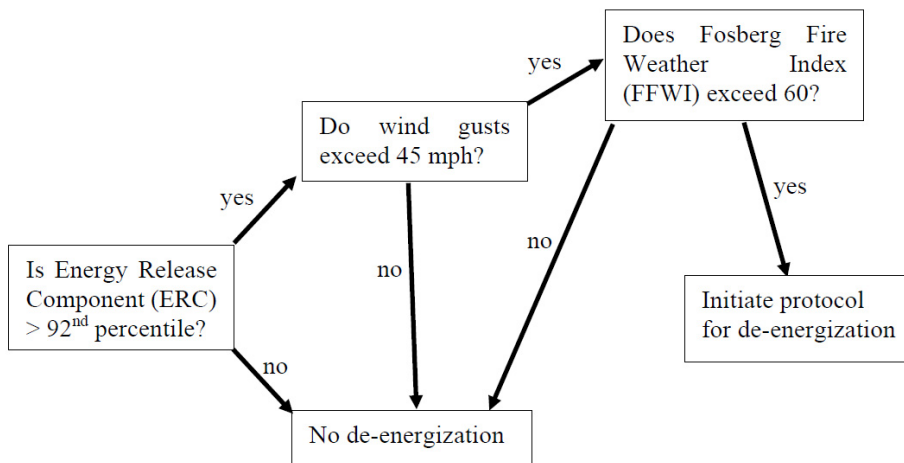 Is Energy Release
Component (ERC)
> 92nd percentile?
yes
no
Do wind gusts
exceed 45 mph?
yes
no
Does Fosberg Fire
Weather Index
(FFWI) exceed 60?
no
yes
Initiate protocol
for de-energization
No de-energization